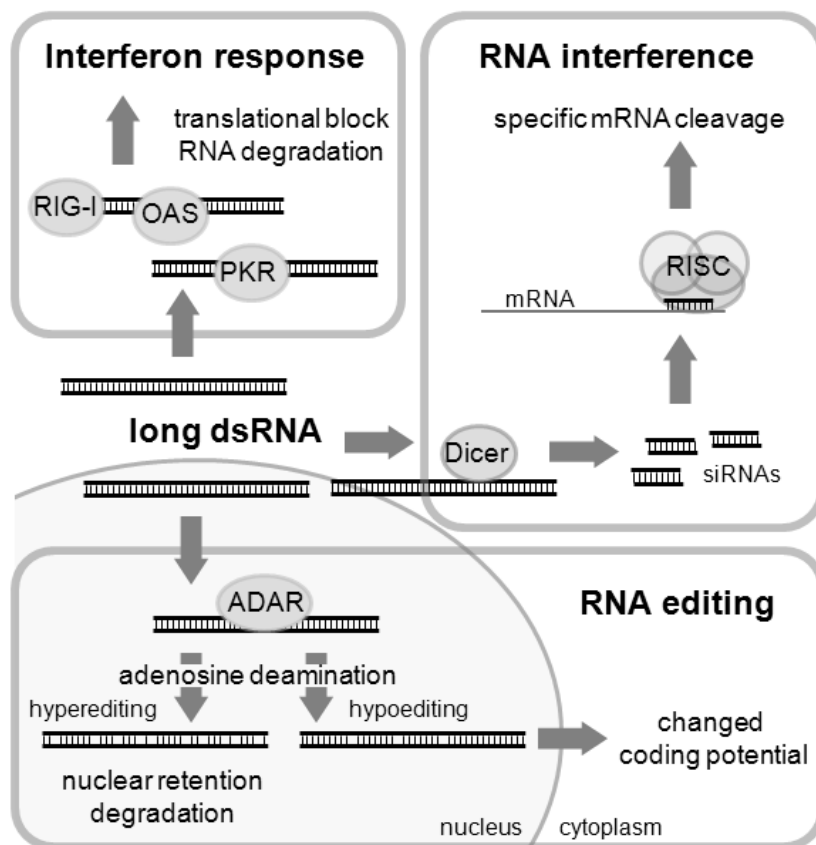 Interferon response
translational block
RNA degradation
RIG-I
OAS
PKR
RNA interference
specific mRNA cleavage
RISC
mRNA
long dsRNA
Dicer
siRNAs
RNA editing
ADAR
adenosine deamination
hyperediting
hypoediting
nuclear retention
degradation
changed
coding potential
nucleus
cytoplasm